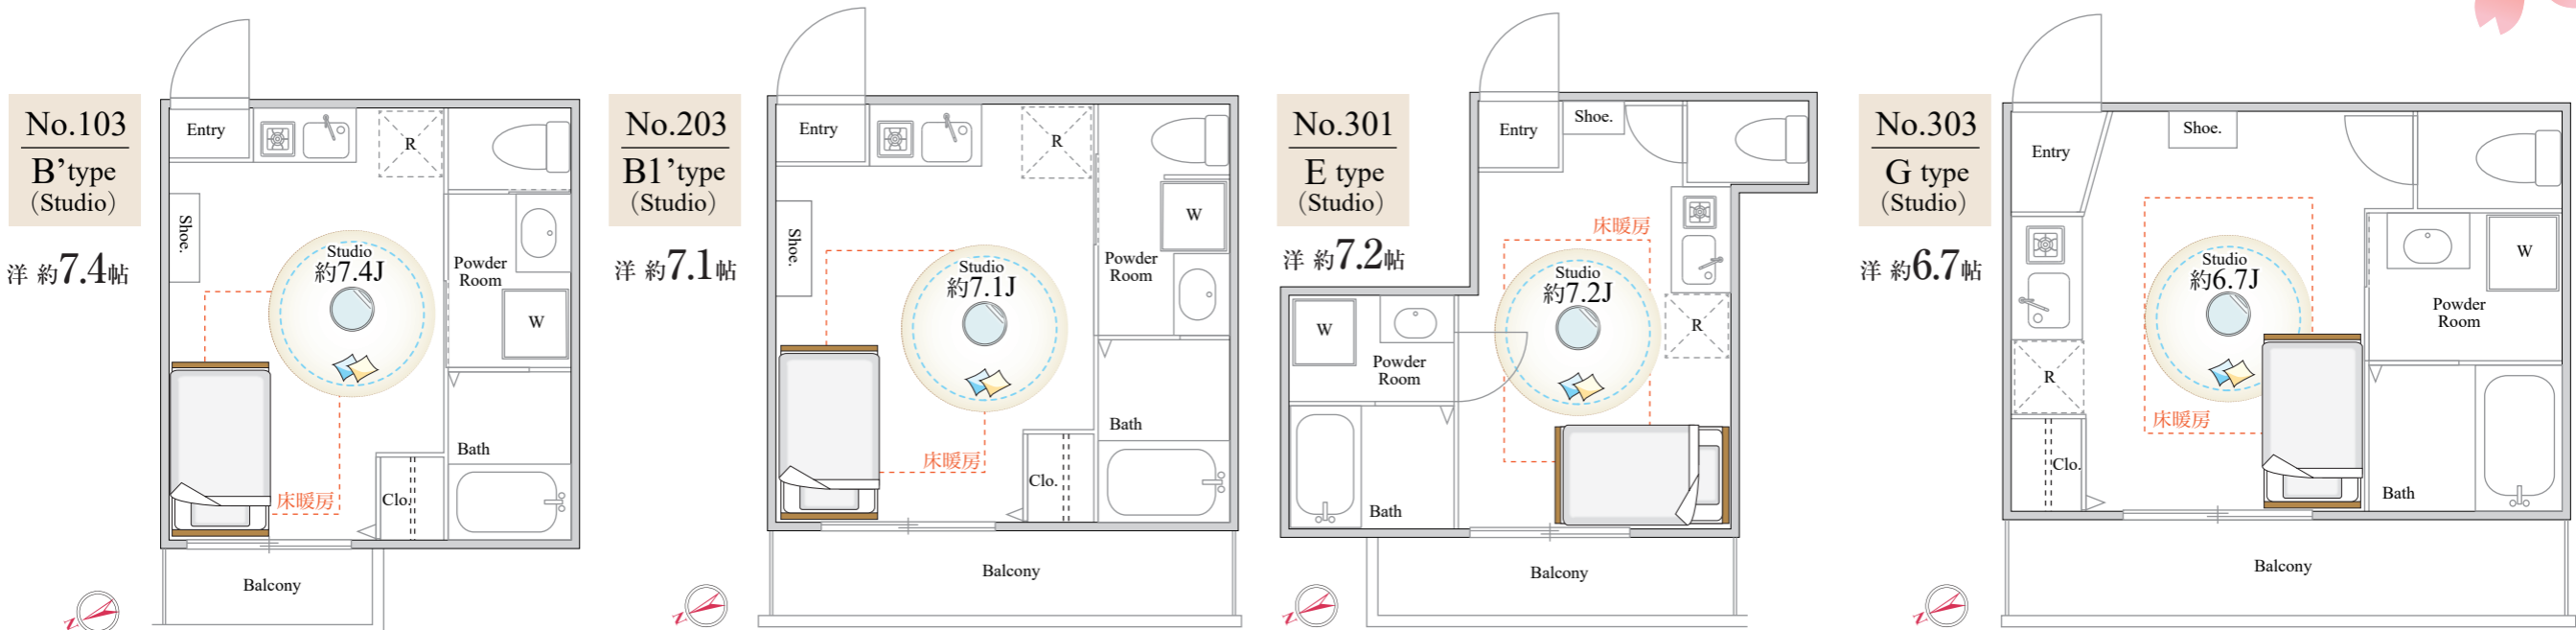 No.103
B’type
（Studio）
洋 約7.4帖
Entry
R
Shoe.
Studio
約7.4J
Powder
Room
W
床暖房
Clo.
Bath
Balcony
N
No.203
B1’type
（Studio）
洋 約7.1帖
Entry
R
Shoe.
W
Studio
約7.1J
Powder
Room
床暖房
Clo.
Bath
Balcony
N
No.301
E type
（Studio）
洋 約7.2帖
Entry
Shoe.
床暖房
Studio
約7.2J
W
R
Powder
Room
Bath
Balcony
N
No.303
G type
（Studio）
洋 約6.7帖
Entry
Shoe.
Studio
約6.7J
W
Powder
Room
R
床暖房
Clo.
Bath
Balcony
N